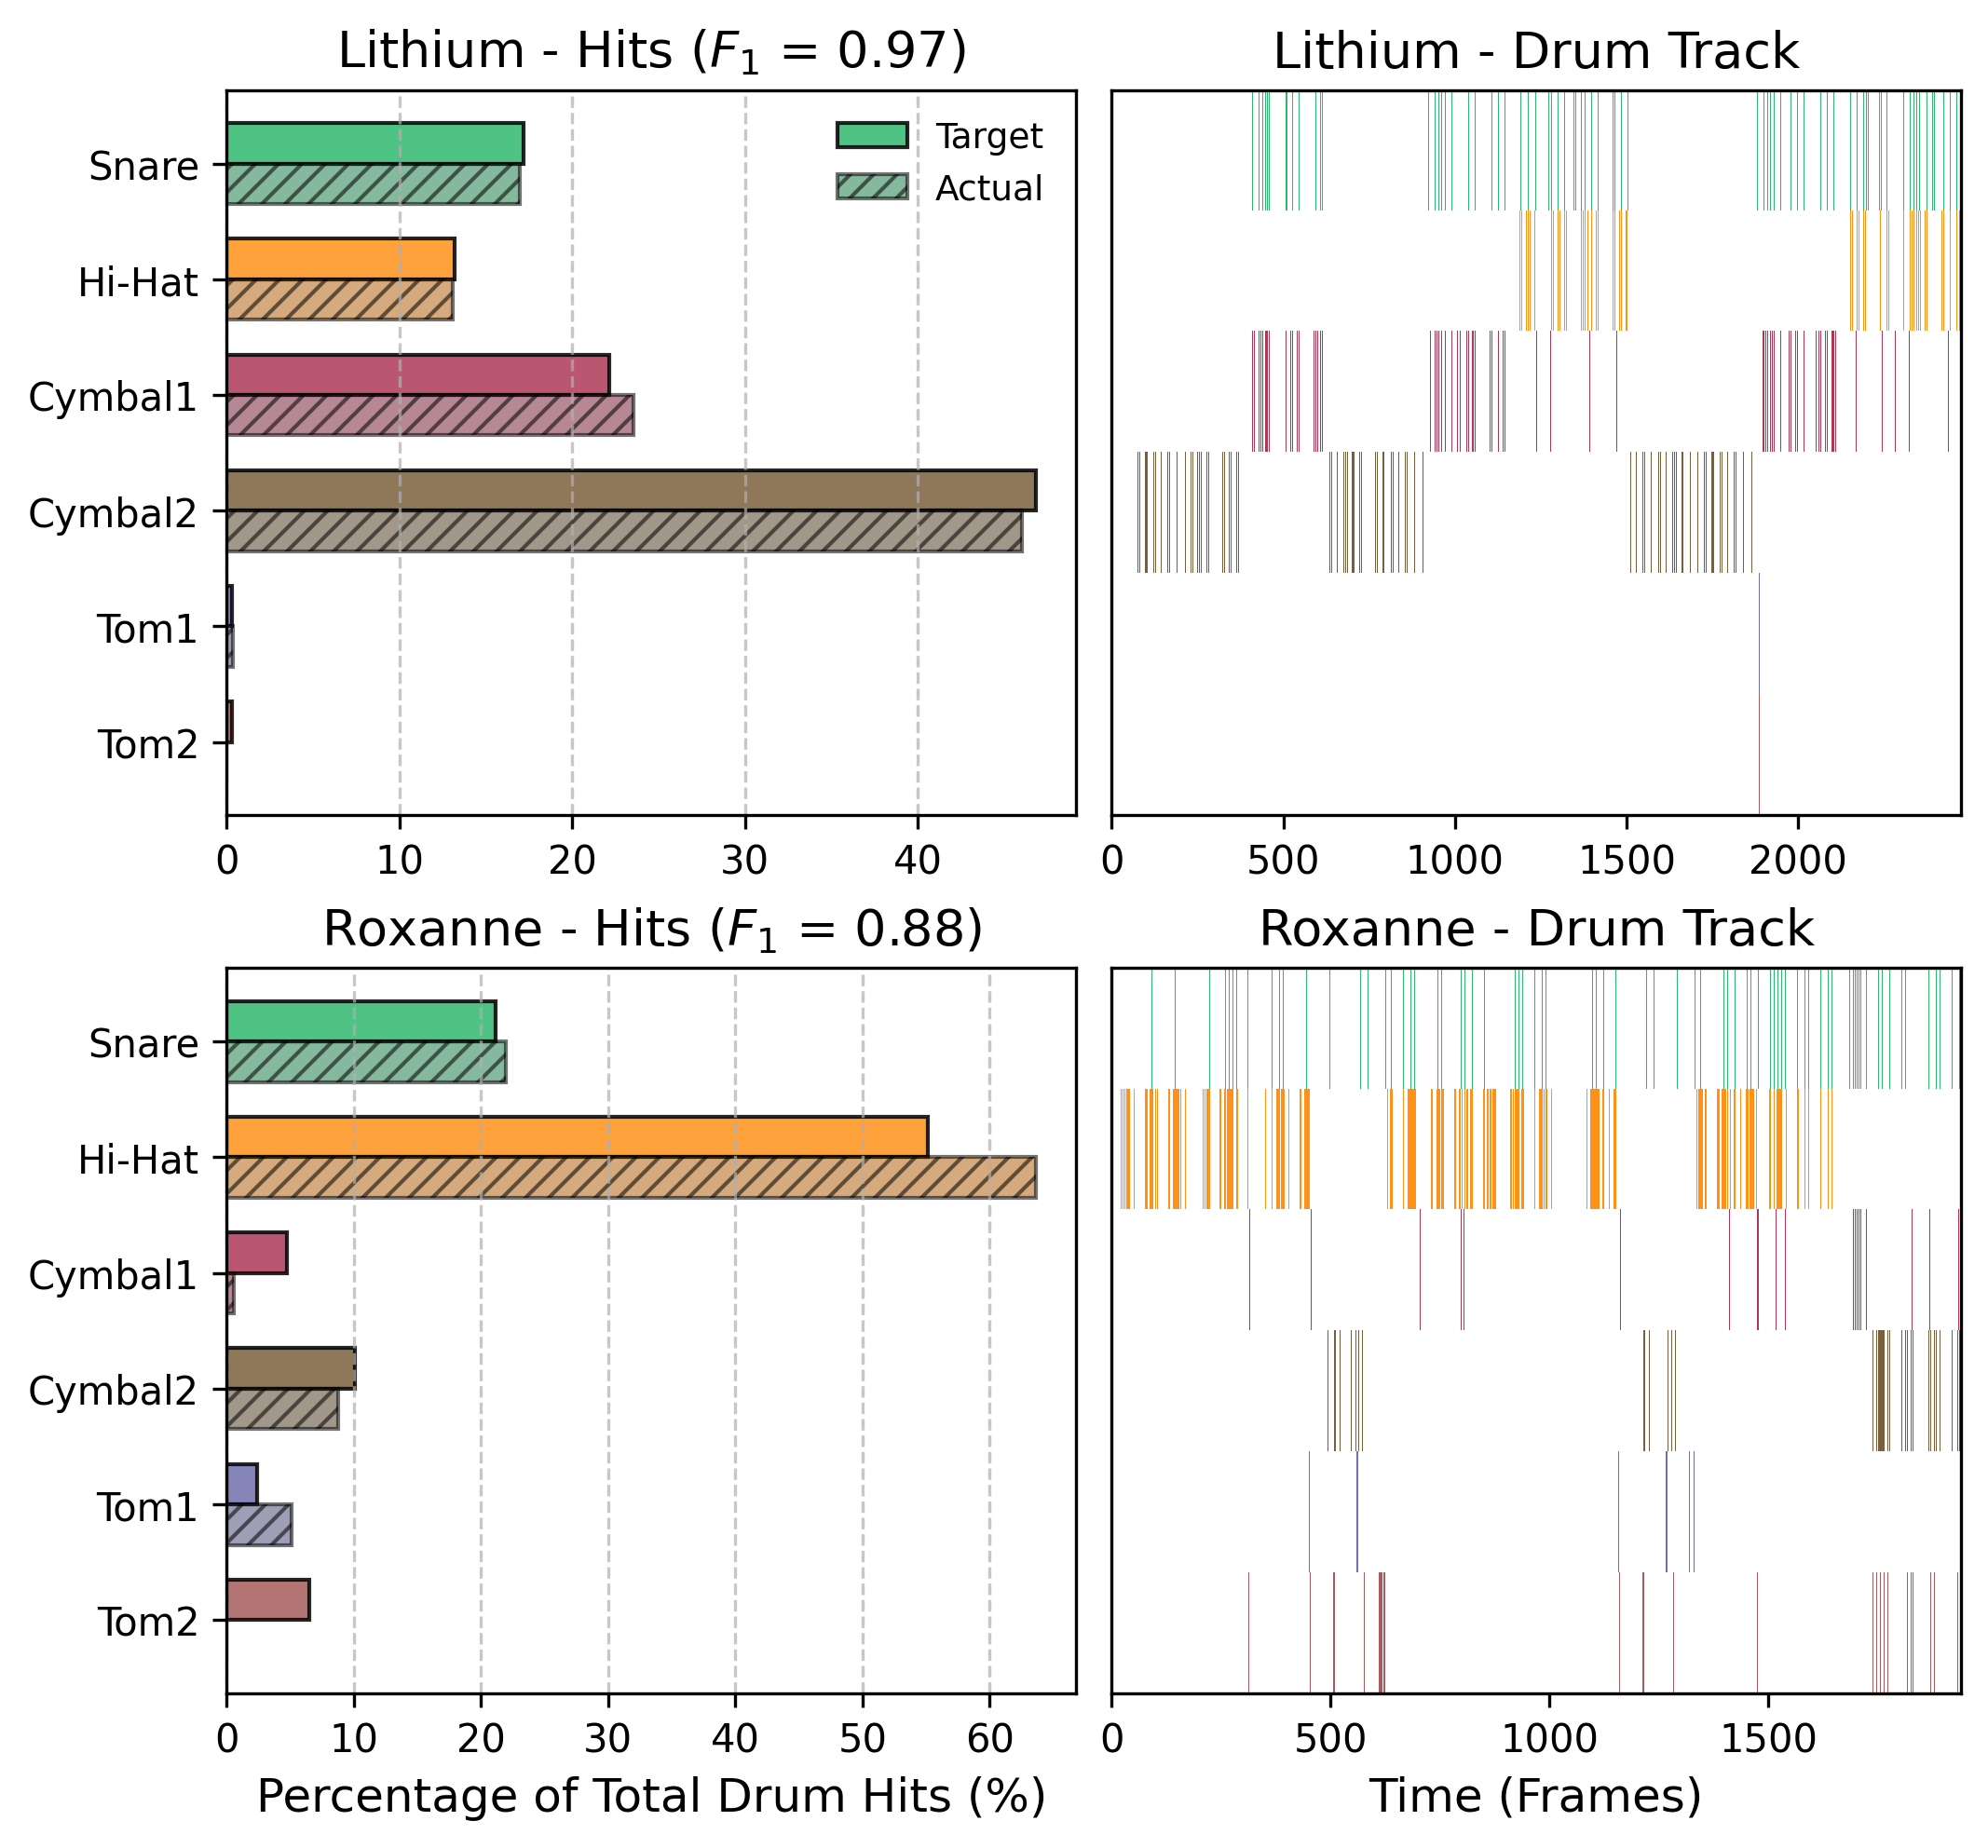 Lithium - Hits (F1 = 0.97)
Lithium - Drum Track
Target
Actual
Snare
Hi-Hat
Cymbal1
Cymbal2
Tom1
Tom2
0 10 20 30 40
0 500 1000 1500 2000
Roxanne - Hits (F1 = 0.88)
Roxanne - Drum Track
Snare
Hi-Hat
Cymbal1
Cymbal2
Tom1
Tom2
0 10 20 30 40 50 60
0 500 1000 1500
Percentage of Total Drum Hits (%)
Time (Frames)